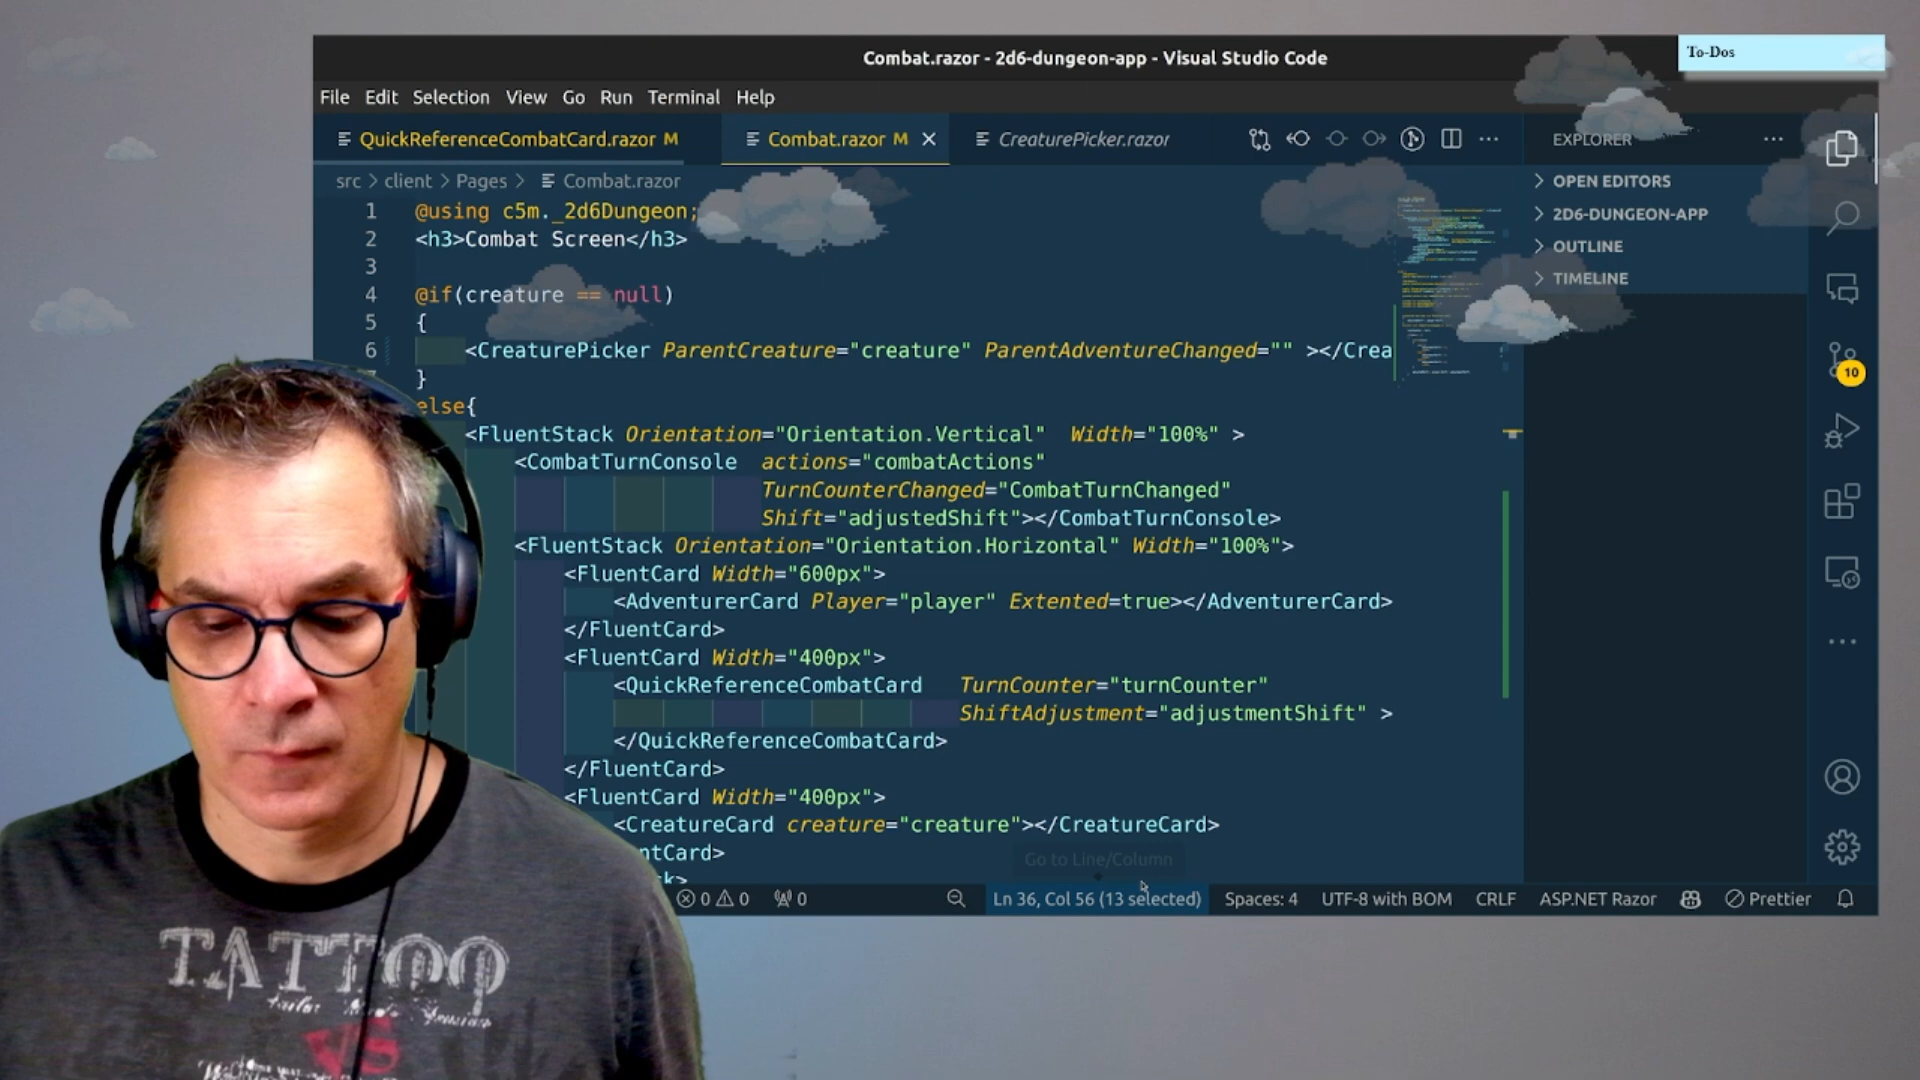 Combat.razor - 2d6-dungeon-app - Visual Studio Code
To-Dos
File Edit Selection View Go Run Terminal Help
QuickReferenceCombatCard.razor M
Combat.razor M
CreaturePicker.razor
EXPLORER
src > client > Pages > Combat.razor
OPEN EDITORS
2D6-DUNGEON-APP
OUTLINE
TIMELINE
10
1 @using c5m._2d6Dungeon;
2 <h3>Combat Screen</h3>
3
4 @if(creature == null)
5 {
6 <CreaturePicker ParentCreature="creature" ParentAdventureChanged="" ></Crea
}
else{
<FluentStack Orientation="Orientation.Vertical" Width="100%" >
<CombatTurnConsole actions="combatActions"
TurnCounterChanged="CombatTurnChanged"
Shift="adjustedShift"></CombatTurnConsole>
<FluentStack Orientation="Orientation.Horizontal" Width="100%">
<FluentCard Width="600px">
<AdventurerCard Player="player" Extented=true></AdventurerCard>
</FluentCard>
<FluentCard Width="400px">
<QuickReferenceCombatCard TurnCounter="turnCounter"
ShiftAdjustment="adjustmentShift" >
</QuickReferenceCombatCard>
</FluentCard>
<FluentCard Width="400px">
<CreatureCard creature="creature"></CreatureCard>
ntCard>
k>
Go to Line/Column
0 0 0 Ln 36, Col 56 (13 selected) Spaces: 4 UTF-8 with BOM CRLF ASP.NET Razor Prettier
TATTOO
VS